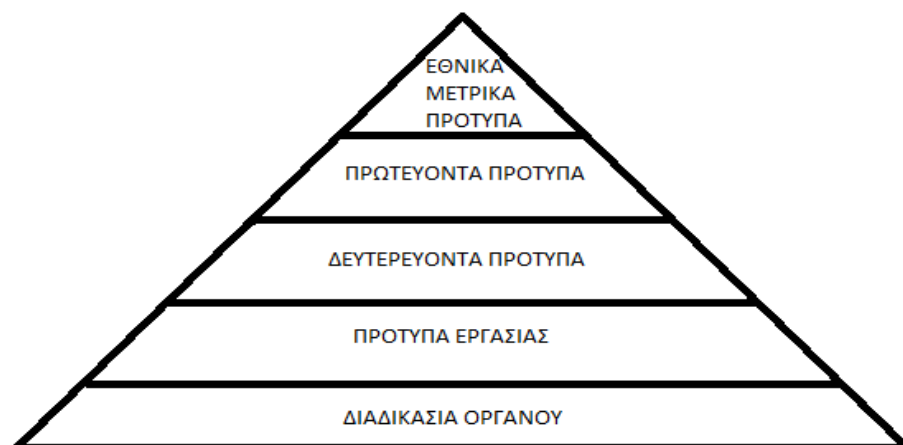 ΕΘΝΙΚΑ
ΜΕΤΡΙΚΑ
ΠΡΟΤΥΠΑ
ΠΡΩΤΕΥΟΝΤΑ ΠΡΟΤΥΠΑ
ΔΕΥΤΕΡΕΥΟΝΤΑ ΠΡΟΤΥΠΑ
ΠΡΟΤΥΠΑ ΕΡΓΑΣΙΑΣ
ΔΙΑΔΙΚΑΣΙΑ ΟΡΓΑΝΟΥ